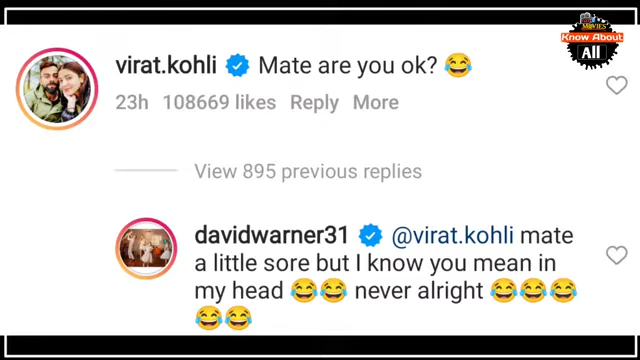 MOVIES
Know About
All
virat.kohli Mate are you ok? 😂
23h 108669 likes Reply More
View 895 previous replies
davidwarner31 @virat.kohli mate
a little sore but I know you mean in
my head 😂😂 never alright 😂😂😂
😂😂